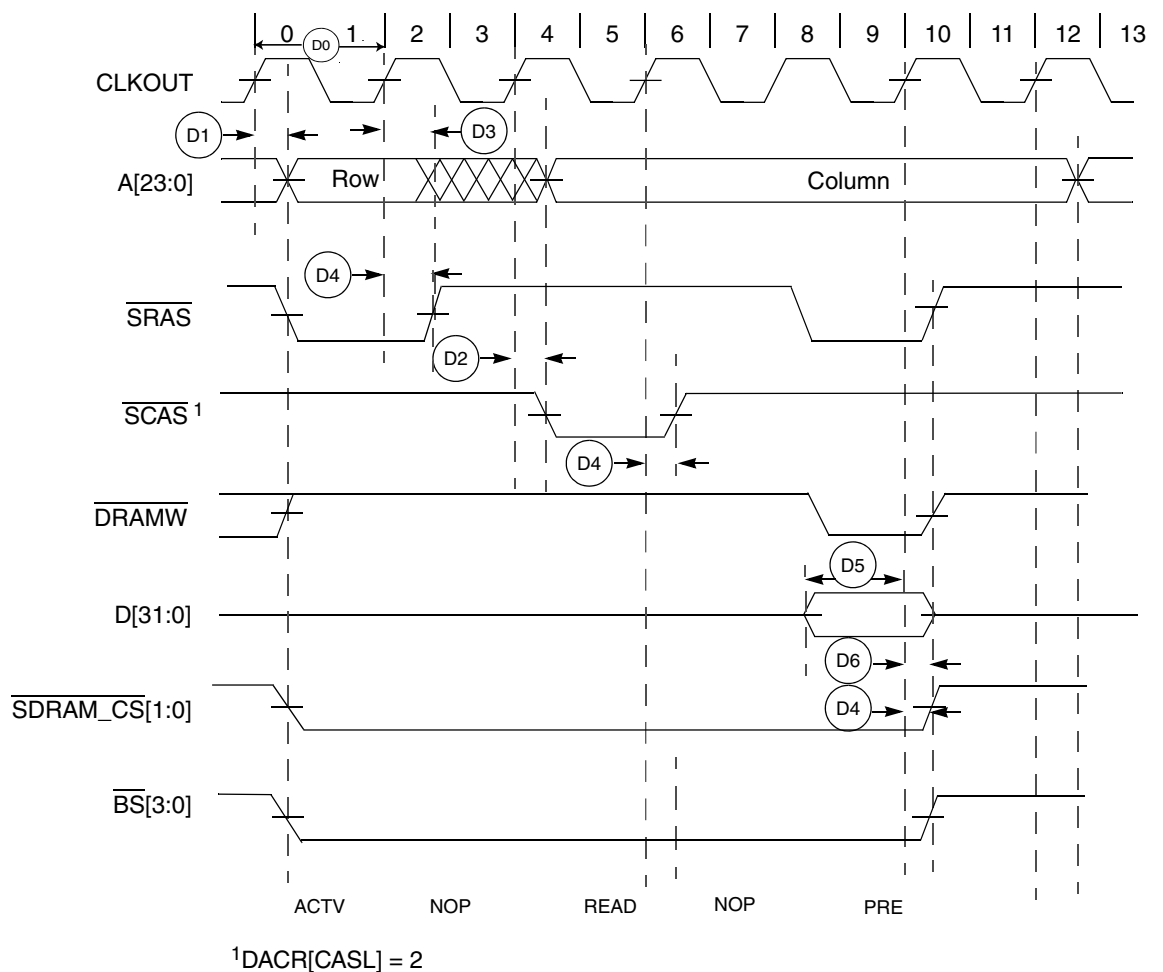 0 D0 1 2 3 4 5 6 7 8 9 10 11 12 13
CLKOUT
D1 D3
A[23:0] Row Column
D4
SRAS
D2
SCAS 1
D4
DRAMW
D5
D[31:0]
D6
SDRAM_CS[1:0] D4
BS[3:0]
ACTV NOP READ NOP PRE
1DACR[CASL] = 2